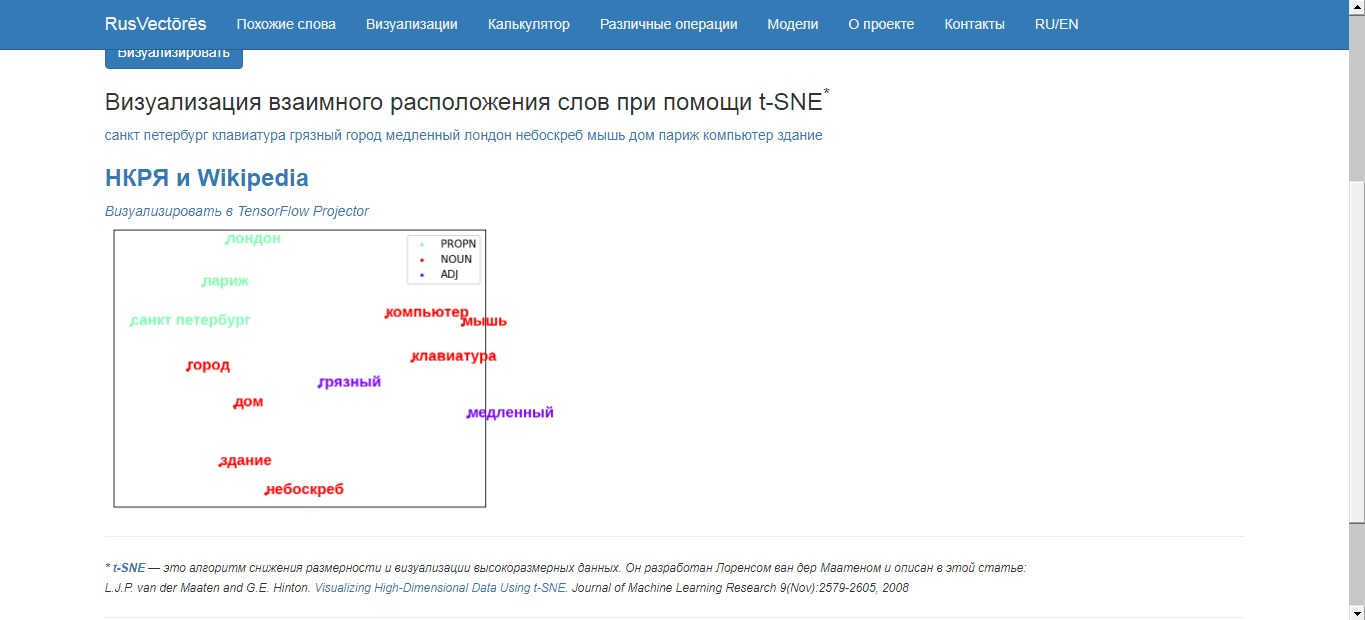 RusVectōrēs Похожие слова Визуализации Калькулятор Различные операции Модели О проекте Контакты RU/EN
Визуализировать
Визуализация взаимного расположения слов при помощи t-SNE*
санкт петербург клавиатура грязный город медленный лондон небоскреб мышь дом париж компьютер здание
НКРЯ и Wikipedia
Визуализировать в TensorFlow Projector
лондон
PROPN
NOUN
ADJ
париж
санкт петербург
компьютер
мышь
клавиатура
город
грязный
дом
медленный
здание
небоскреб
* t-SNE — это алгоритм снижения размерности и визуализации высокоразмерных данных. Он разработан Лоренсом ван дер Маатеном и описан в этой статье:
L.J.P. van der Maaten and G.E. Hinton. Visualizing High-Dimensional Data Using t-SNE. Journal of Machine Learning Research 9(Nov):2579-2605, 2008